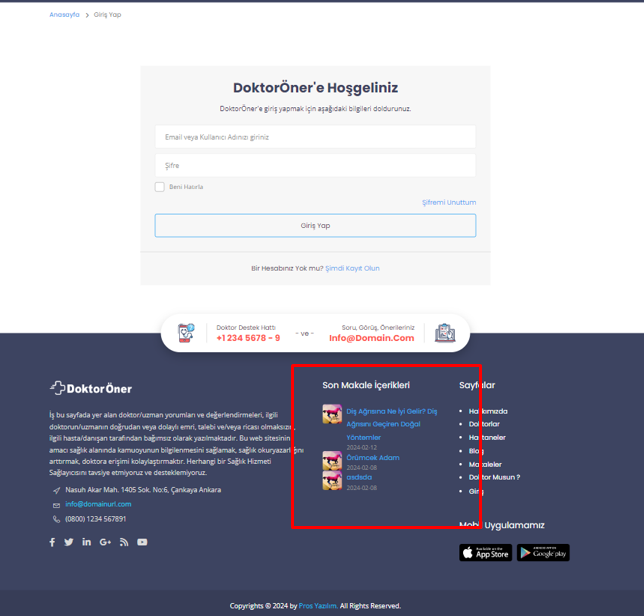 Anasayfa > Giriş Yap
DoktorÖner'e Hoşgeliniz
DoktorÖner'e giriş yapmak için aşağıdaki bilgileri doldurunuz.
Email veya Kullanici Adınızı giriniz
Şifre
Beni Hatırla
Şifremi Unuttum
Giriş Yap
Bir Hesabınız Yok mu? Şimdi Kayıt Olun
Doktor Destek Hattı
+1 234 5678 - 9
- ve -
Soru, Görüş, Önerileriniz
Info@Domain.Com
DoktorÖner
İş bu sayfada yer alan doktor/uzman yorumları ve değerlendirmeleri, ilgili
doktorun/uzmanın doğrudan veya dolaylı emri, talebi ve/veya ricası olmaksızın,
ilgili hasta/danışan tarafından bağımsız olarak yazılmaktadır. Bu web sitesinin
amacı sağlık alanında kamuoyunun bilgilenmesini sağlamak, sağlık okuryazarlığını
arttırmak, doktora erişimi kolaylaştırmaktır. Herhangi bir Sağlık Hizmeti
Sağlayıcısını tavsiye etmiyoruz ve desteklemiyoruz.
Nasuh Akar Mah. 1405 Sok. No:6, Çankaya Ankara
info@domainurl.com
(0800) 1234 567891
Son Makale İçerikleri
Diş Ağrısına Ne İyi Gelir? Diş
Ağrısını Geçiren Doğal
Yöntemler
2024-02-12
Örümcek Adam
2024-02-08
asdsda
2024-02-08
Sayfalar
Hakkımızda
Doktorlar
Hastaneler
Blog
Makaleler
Doktor Musun ?
Giriş
Mobil Uygulamamız
Available on the
App Store
Google play
Copyrights © 2024 by Fros Yazılım. All Rights Reserved.